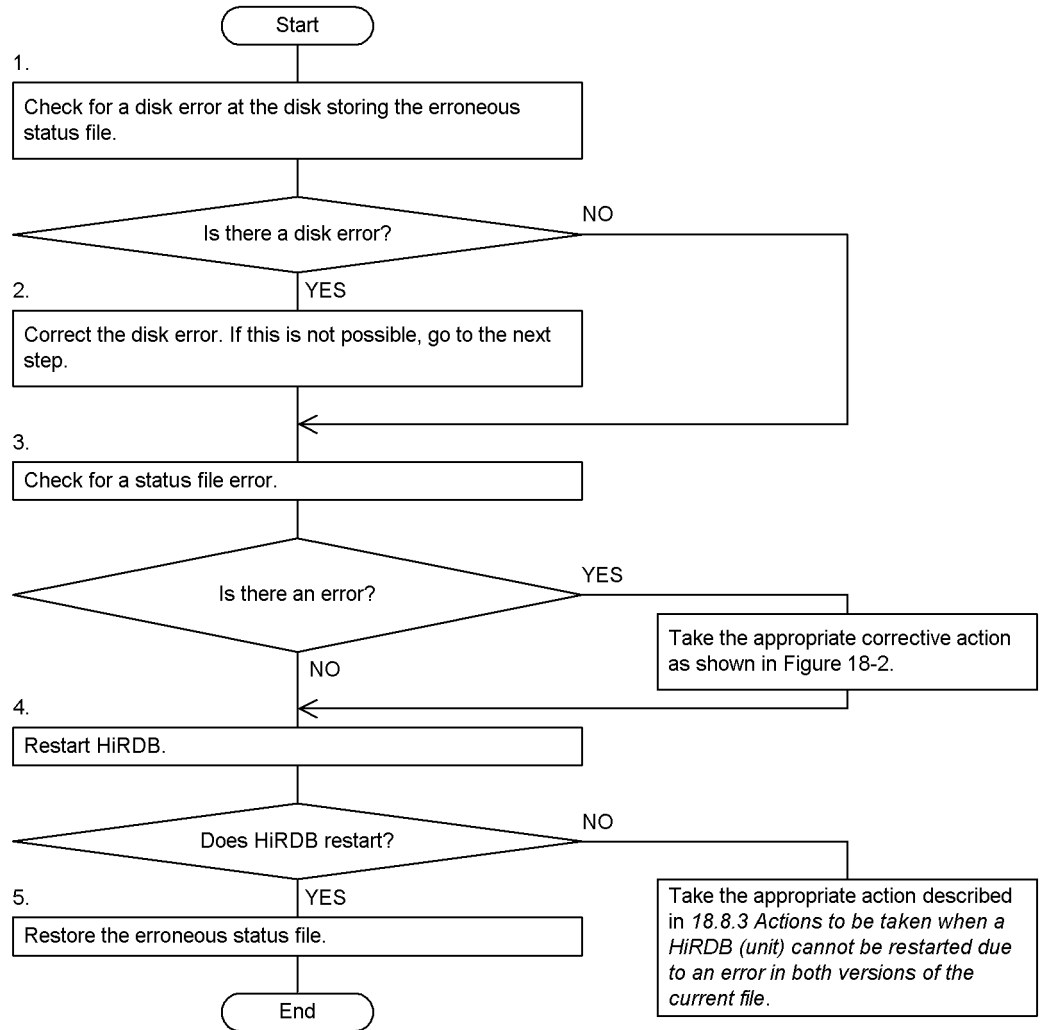 Start
1.
Check for a disk error at the disk storing the erroneous
status file.
Is there a disk error?
NO
YES
2.
Correct the disk error. If this is not possible, go to the next
step.
3.
Check for a status file error.
Is there an error?
YES
Take the appropriate corrective action
as shown in Figure 18-2.
NO
4.
Restart HiRDB.
Does HiRDB restart?
NO
YES
Take the appropriate action described
in 18.8.3 Actions to be taken when a
HiRDB (unit) cannot be restarted due
to an error in both versions of the
current file.
5.
Restore the erroneous status file.
End